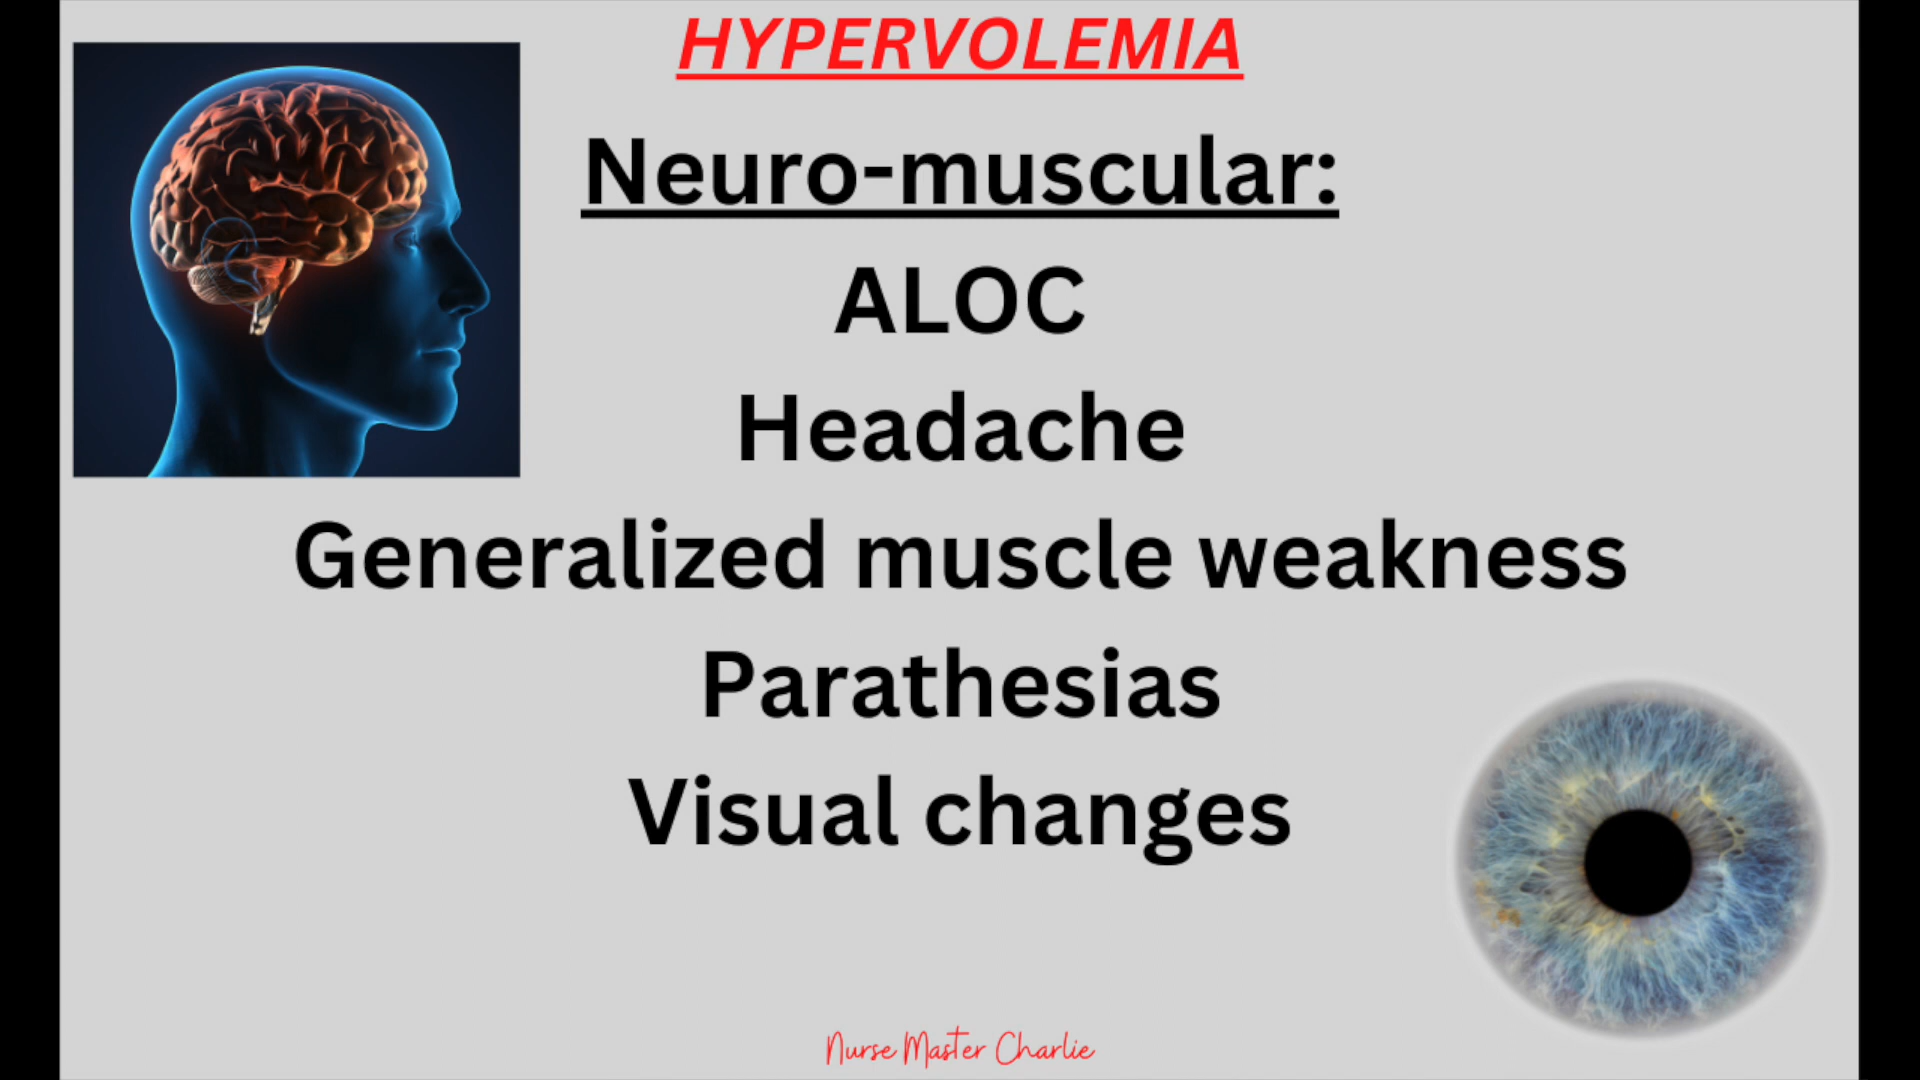 HYPERVOLEMIA
Neuro-muscular:
ALOC
Headache
Generalized muscle weakness
Parathesias
Visual changes
Nurse Master Charlie